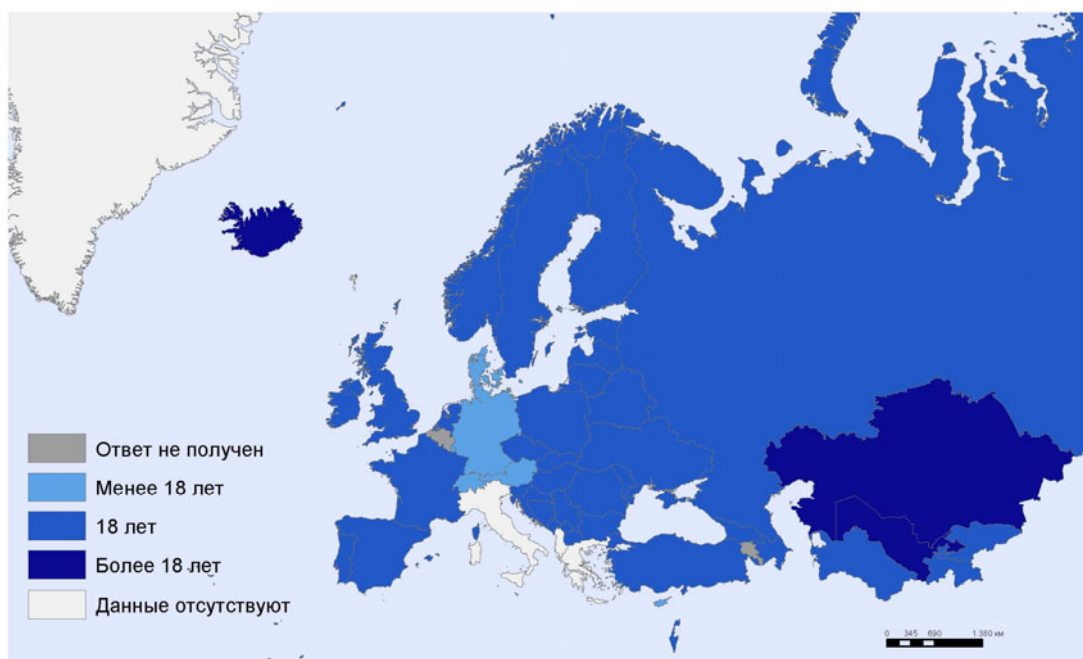 Ответ не получен
Менее 18 лет
18 лет
Более 18 лет
Данные отсутствуют
0 345 690 1 380 км